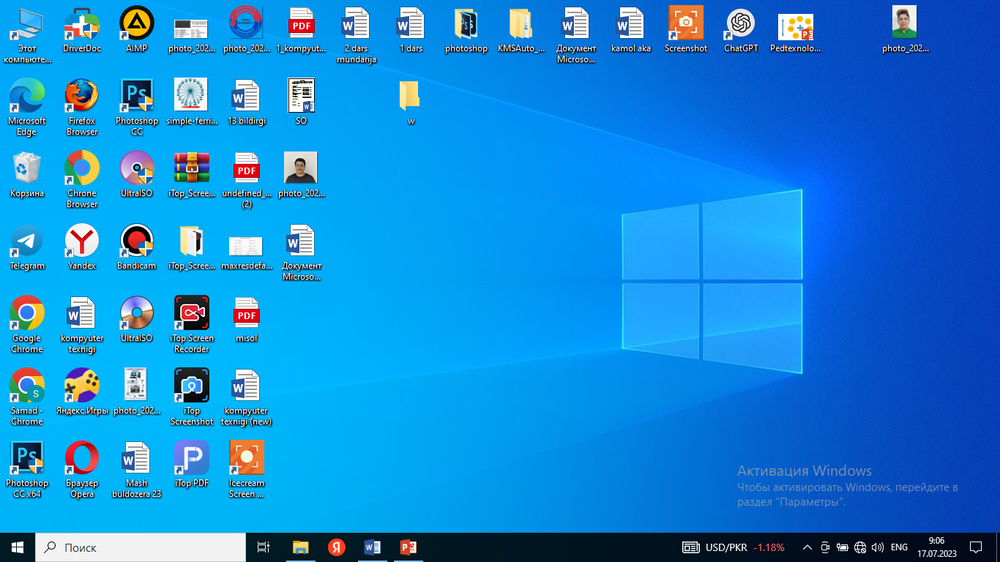 Этот
компьюте...
DriverDoc
AIMP
photo_202...
photo_202...
1_kompyut...
2 dars
mundarija
1 dars
photoshop
KMSAuto_...
Документ
Microso...
kamol aka
Screenshot
ChatGPT
Pedtexnolo...
photo_202...
Microsoft
Edge
Firefox
Browser
Photoshop
CC
simple-ferri...
13 bildirgi
SO
w
Корзина
Chrone
Browser
UltraISO
iTop_Scree...
undefined_...
(2)
photo_202...
Telegram
Yandex
Bandicam
iTop_Scree...
maxresdefa...
Документ
Microso...
Google
Chrome
kompyuter
texnigi
UltraISO
iTop Screen
Recorder
misol
Samad -
Chrome
Яндекс.Игры
photo_202...
iTop
Screenshot
kompyuter
texnigi (new)
Photoshop
CC x64
Браузер
Opera
Mash
buldozera 23
iTop PDF
Icecream
Screen ...
Активация Windows
Чтобы активировать Windows, перейдите в
раздел "Параметры".
Поиск
USD/PKR -1.18%
ENG
9:06
17.07.2023